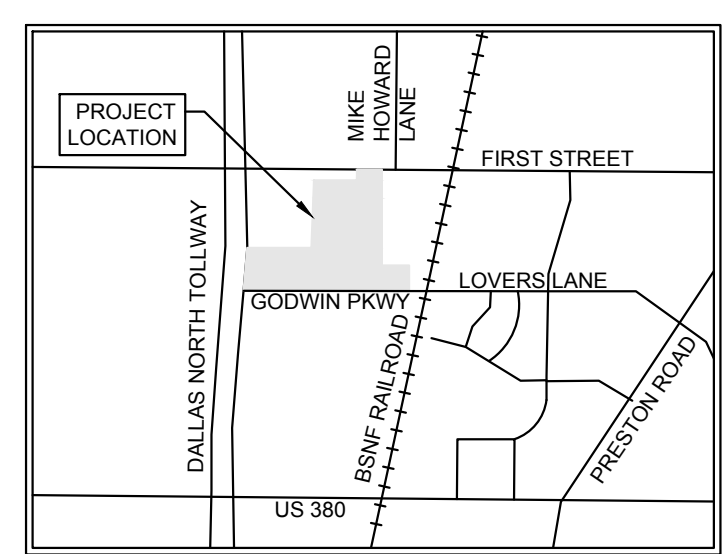 PROJECT
LOCATION
MIKE
HOWARD
LANE
FIRST STREET
DALLAS NORTH TOLLWAY
LOVERS LANE
GODWIN PKWY
BSNF RAILROAD
PRESTON ROAD
US 380